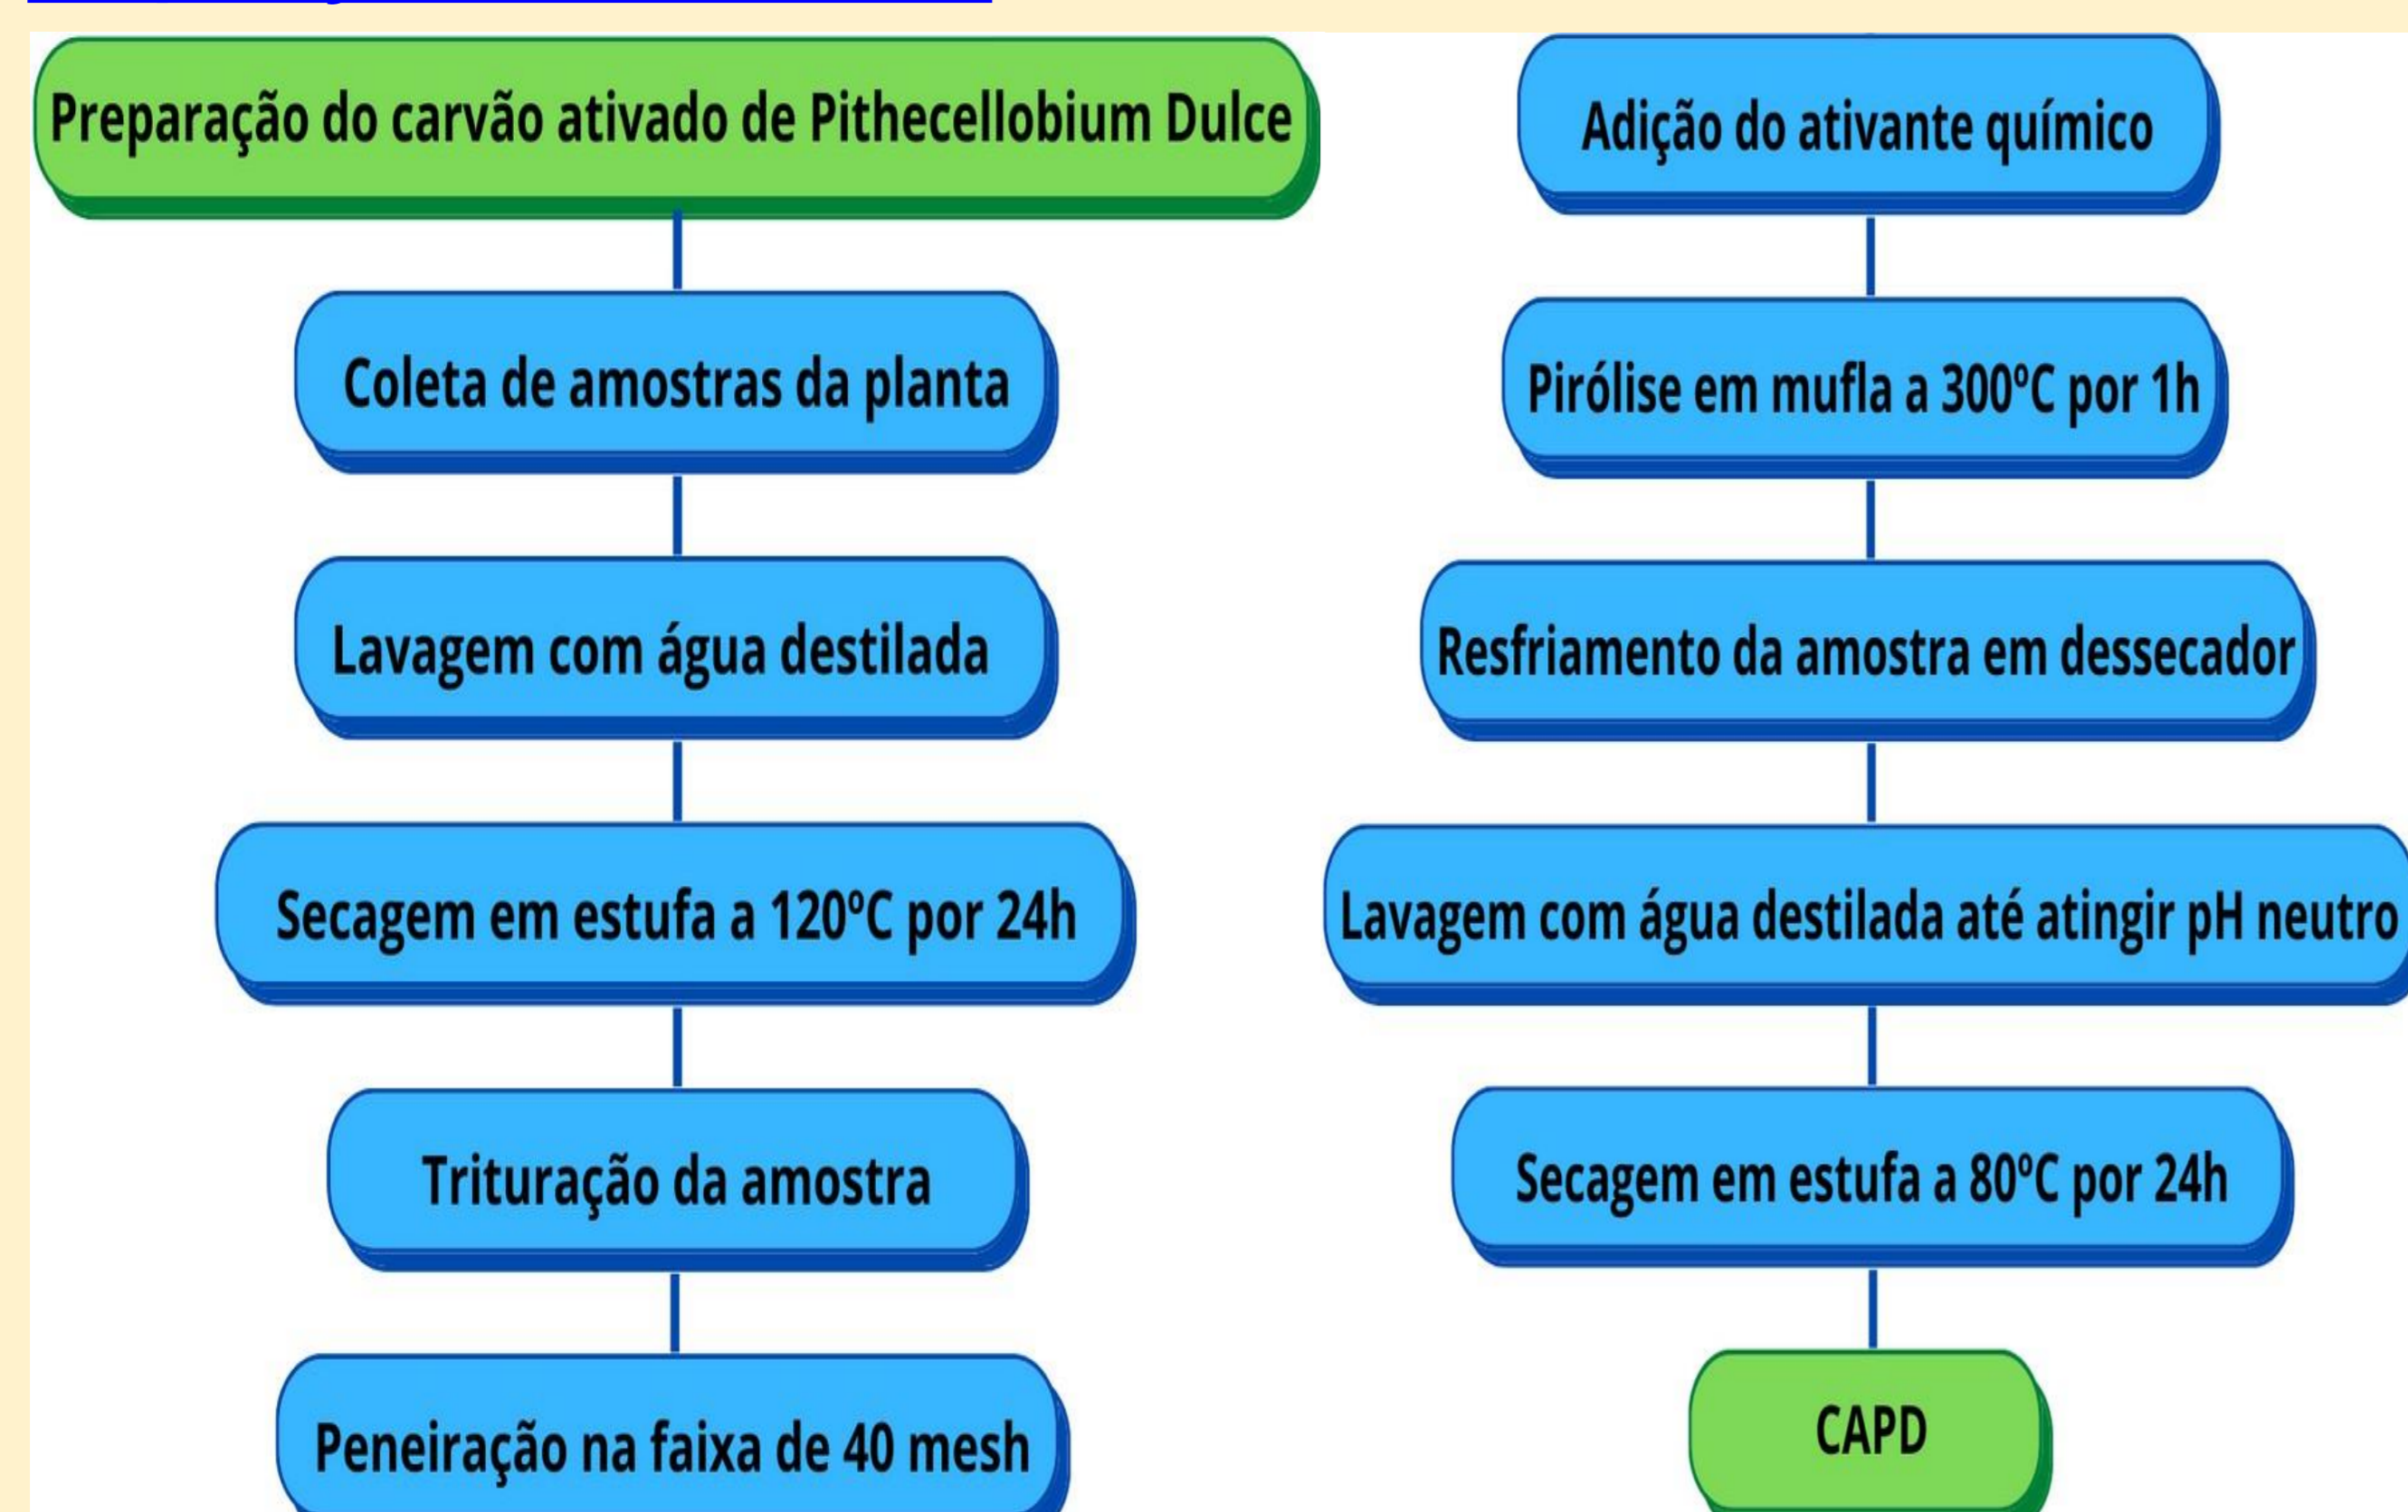 Preparação do carvão ativado de Pithecellobium Dulce
Coleta de amostras da planta
Lavagem com água destilada
Secagem em estufa a 120ºC por 24h
Trituração da amostra
Peneiração na faixa de 40 mesh
Adição do ativante químico
Pirólise em mufla a 300ºC por 1h
Resfriamento da amostra em dessecador
Lavagem com água destilada até atingir pH neutro
Secagem em estufa a 80ºC por 24h
CAPD